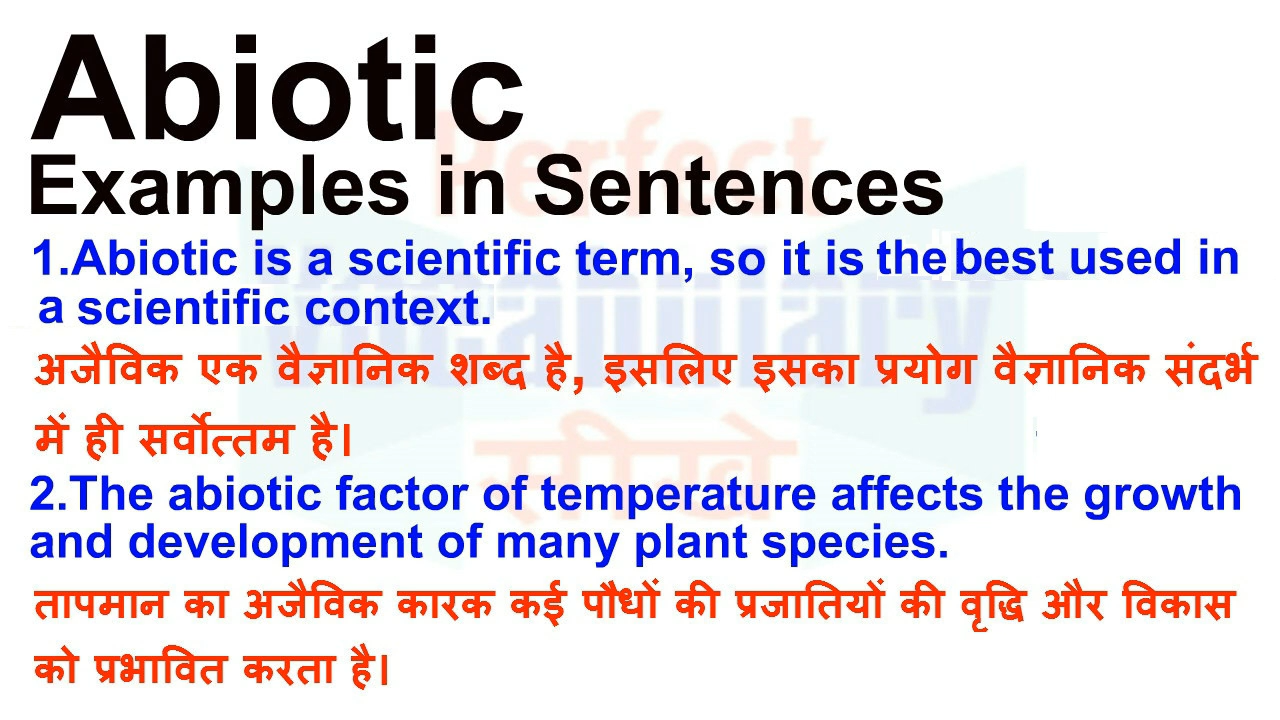 Abiotic
Examples in Sentences
1.Abiotic is a scientific term, so it is the best used in
a scientific context.
अजैविक एक वैज्ञानिक शब्द है, इसलिए इसका प्रयोग वैज्ञानिक संदर्भ
में ही सर्वोत्तम है।
2.The abiotic factor of temperature affects the growth
and development of many plant species.
तापमान का अजैविक कारक कई पौधों की प्रजातियों की वृद्धि और विकास
को प्रभावित करता है।
Perfect
Vocabulary
सीखे